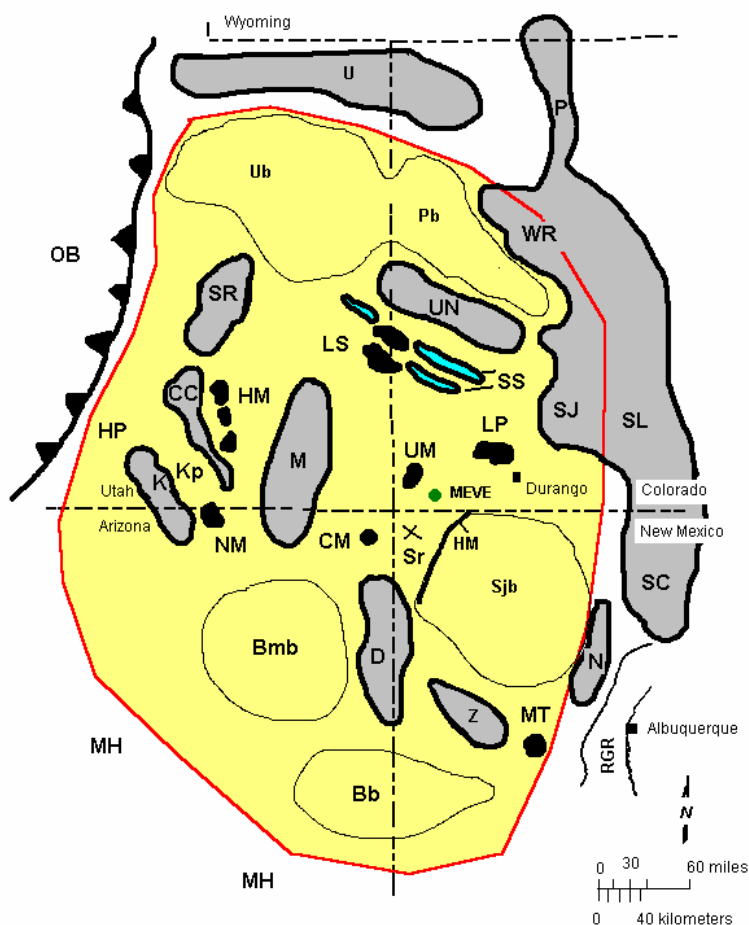 Wyoming
U
P
Ub
Pb
WR
OB
SR
UN
LS
SS
CC
HM
SJ
SL
HP
LP
M
UM
K
Kp
MEVE
Durango
Utah
Colorado
Arizona
New Mexico
NM
CM
Sr
HM
Sjb
SC
Bmb
D
N
Z
MT
Albuquerque
RGR
MH
Bb
N
MH
0 30 60 miles
0 40 kilometers